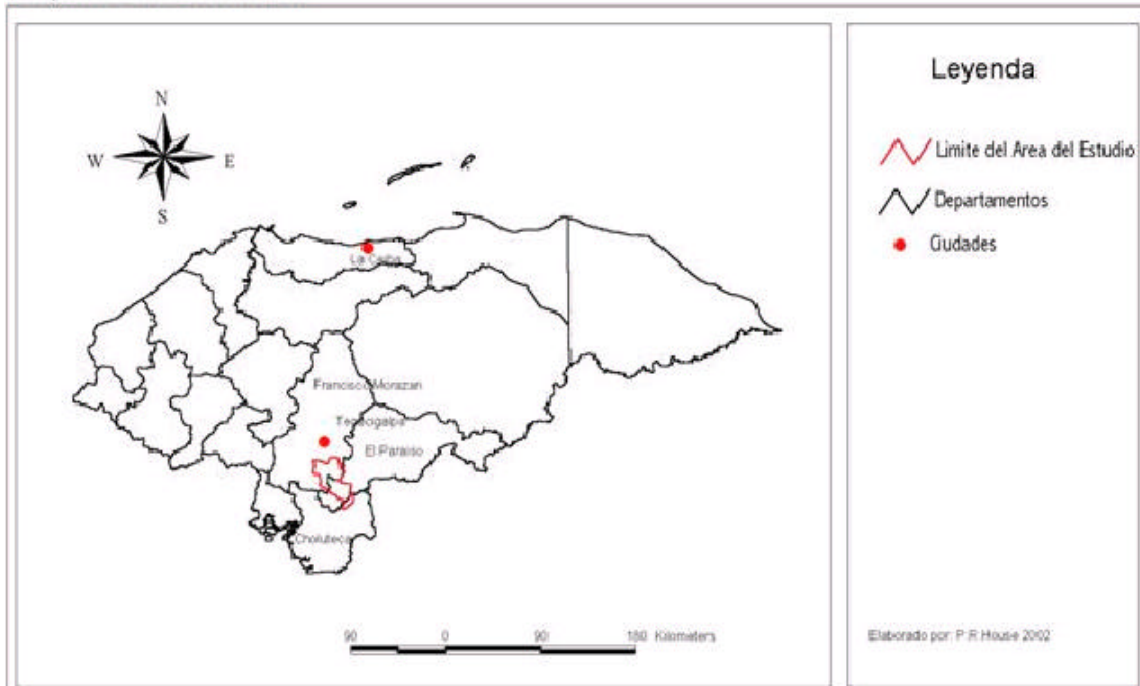 N
W E
S
La Ceiba
Francisco Morazan
Tegucigalpa
El Paraiso
Choluteca
90 0 90 180 Kilometers
Leyenda
Limite del Area del Estudio
Departamentos
Ciudades
Elaborado por: P R House 2002